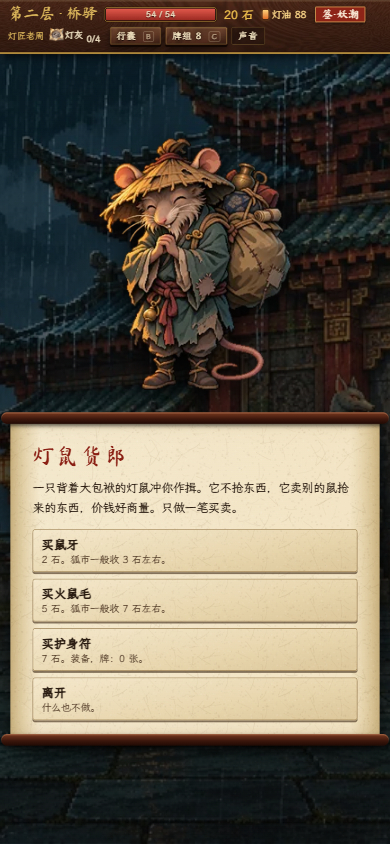 第二层·桥驿 54 / 54 20 石 灯油 88 签·妖潮
灯匠老周 灯灰 0/4 行囊 B 牌组 8 C 声音
灯鼠货郎
一只背着大包袱的灯鼠冲你作揖。它不抢东西，它卖别的鼠抢
来的东西，价钱好商量。只做一笔买卖。
买鼠牙
2 石。狐市一般收 3 石左右。
买火鼠毛
5 石。狐市一般收 7 石左右。
买护身符
7 石。装备，牌：0 张。
离开
什么也不做。